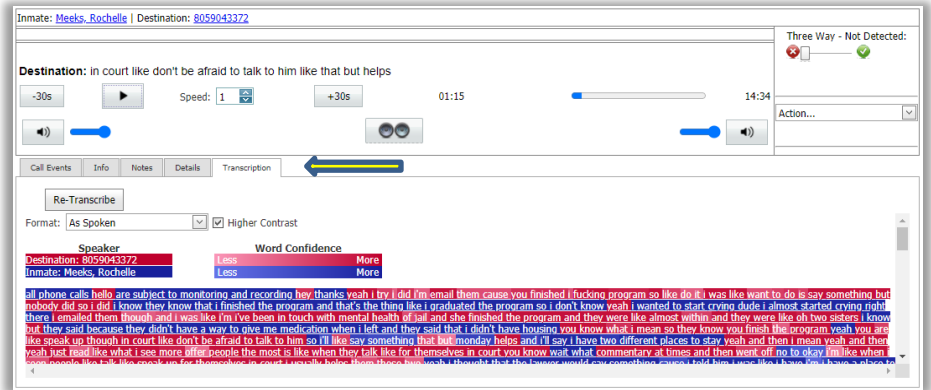 Inmate: Meeks, Rochelle | Destination: 8059043372
Three Way - Not Detected:
Destination: in court like don't be afraid to talk to him like that but helps
-30s Speed: 1 +30s 01:15 14:34
Action...
Call Events Info Notes Details Transcription
Re-Transcribe
Format: As Spoken Higher Contrast
Speaker Word Confidence
Destination: 8059043372 Less More
Inmate: Meeks, Rochelle Less More
all phone calls hello are subject to monitoring and recording hey thanks yeah i try i did i'm email them cause you finished i fucking program so like do it i was like want to do is say something but
nobody did so i did i know they know that i finished the program and that's the thing like i graduated the program so i don't know yeah i wanted to start crying dude i almost started crying right
there i emailed them though and i was like i'm i've been in touch with mental health of jail and she finished the program and they were like almost within and they were like oh two sisters i know
but they said because they didn't have a way to give me medication when i left and they said that i didn't have housing you know what i mean so they know you finish the program yeah you are
like speak up though in court like don't be afraid to talk to him so i'll like say something that but monday helps and i'll say i have two different places to stay yeah and then i mean yeah and then
yeah just read like what i see more offer people the most is like when they talk like for themselves in court you know wait what commentary at times and then went off no to okay i'm like when i